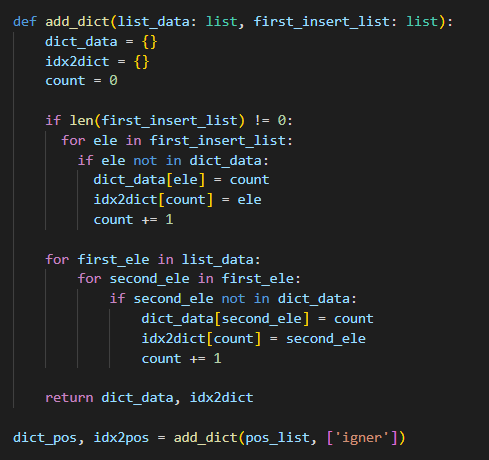 def add_dict(list_data: list, first_insert_list: list):
    dict_data = {}
    idx2dict = {}
    count = 0

    if len(first_insert_list) != 0:
      for ele in first_insert_list:
        if ele not in dict_data:
          dict_data[ele] = count
          idx2dict[count] = ele
          count += 1

    for first_ele in list_data:
        for second_ele in first_ele:
            if second_ele not in dict_data:
                dict_data[second_ele] = count
                idx2dict[count] = second_ele
                count += 1

    return dict_data, idx2dict

dict_pos, idx2pos = add_dict(pos_list, ['igner'])